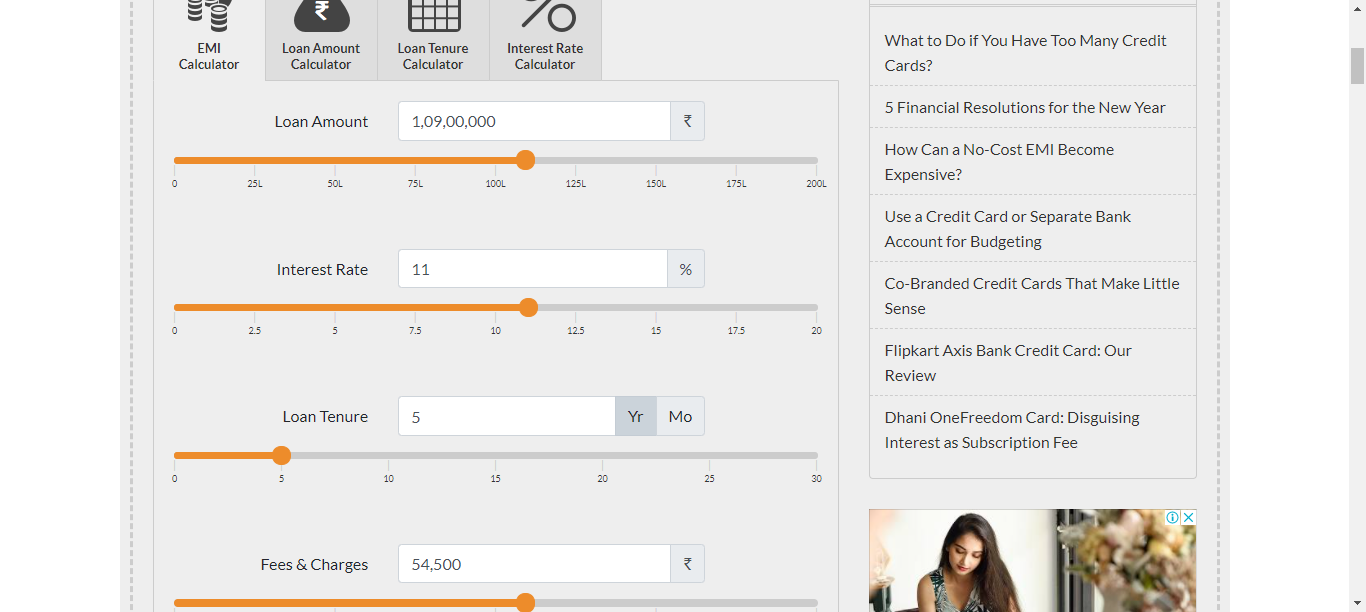 EMI
Calculator
Loan Amount
Calculator
Loan Tenure
Calculator
Interest Rate
Calculator
Loan Amount
1,09,00,000
₹
0 25L 50L 75L 100L 125L 150L 175L 200L
Interest Rate
11
%
0 2.5 5 7.5 10 12.5 15 17.5 20
Loan Tenure
5
Yr
Mo
0 5 10 15 20 25 30
Fees & Charges
54,500
₹
What to Do if You Have Too Many Credit
Cards?
5 Financial Resolutions for the New Year
How Can a No-Cost EMI Become
Expensive?
Use a Credit Card or Separate Bank
Account for Budgeting
Co-Branded Credit Cards That Make Little
Sense
Flipkart Axis Bank Credit Card: Our
Review
Dhani OneFreedom Card: Disguising
Interest as Subscription Fee